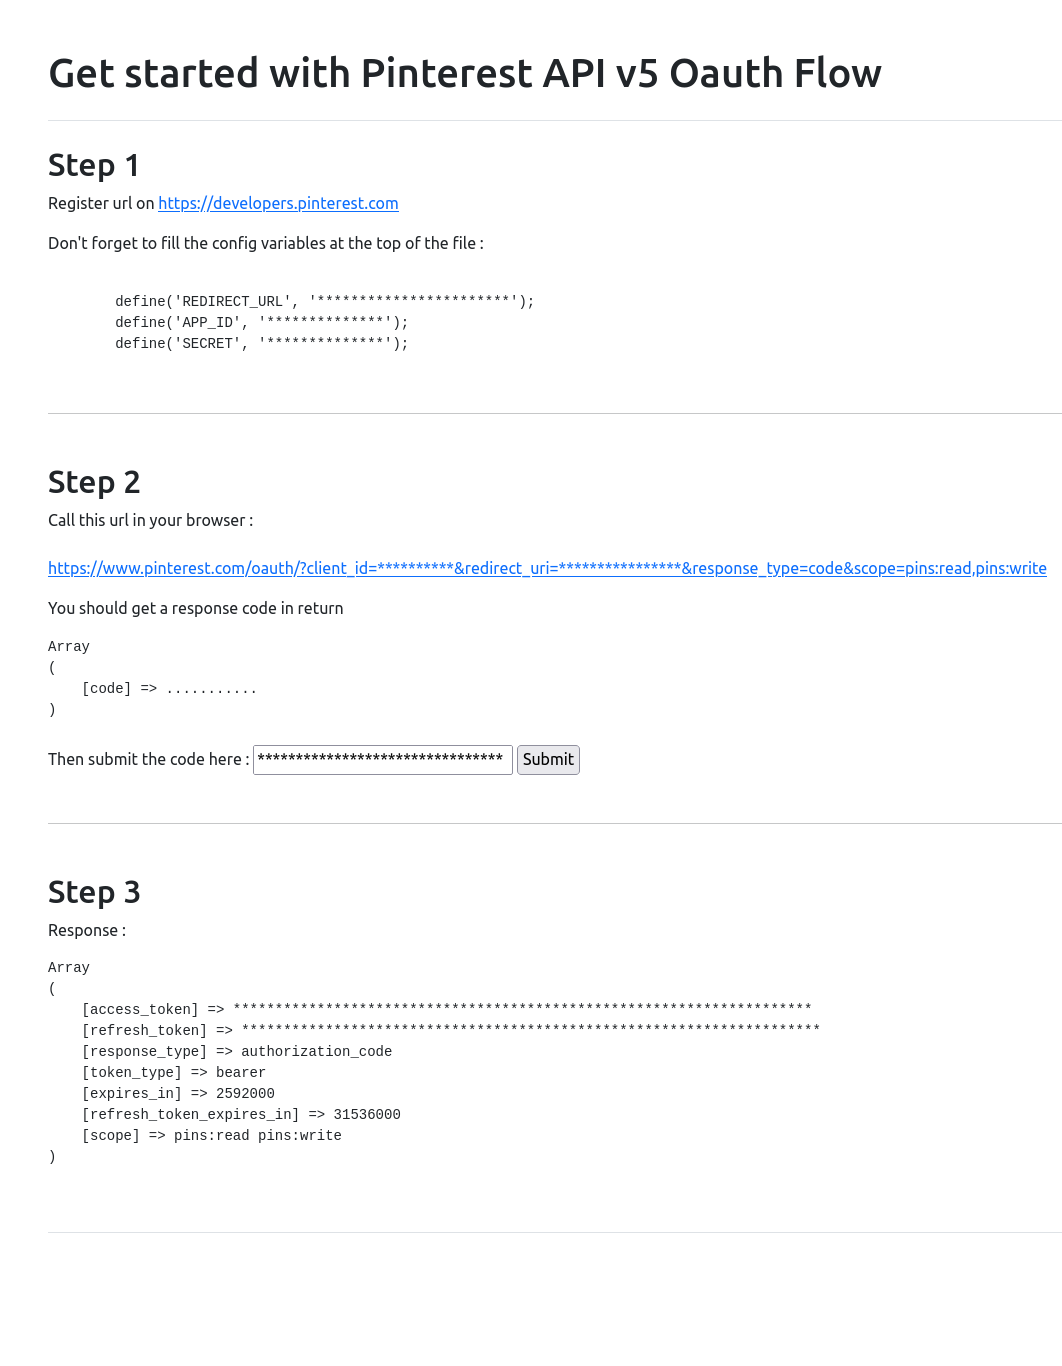 Get started with Pinterest API v5 Oauth Flow
Step 1
Register url on https://developers.pinterest.com
Don't forget to fill the config variables at the top of the file :
define('REDIRECT_URL', '***********************');
define('APP_ID', '**************');
define('SECRET', '**************');
Step 2
Call this url in your browser :
https://www.pinterest.com/oauth/?client_id=**********&redirect_uri=****************&response_type=code&scope=pins:read,pins:write
You should get a response code in return
Array
(
    [code] => ...........
)
Then submit the code here : ******************************** Submit
Step 3
Response :
Array
(
    [access_token] => *********************************************************************
    [refresh_token] => *********************************************************************
    [response_type] => authorization_code
    [token_type] => bearer
    [expires_in] => 2592000
    [refresh_token_expires_in] => 31536000
    [scope] => pins:read pins:write
)